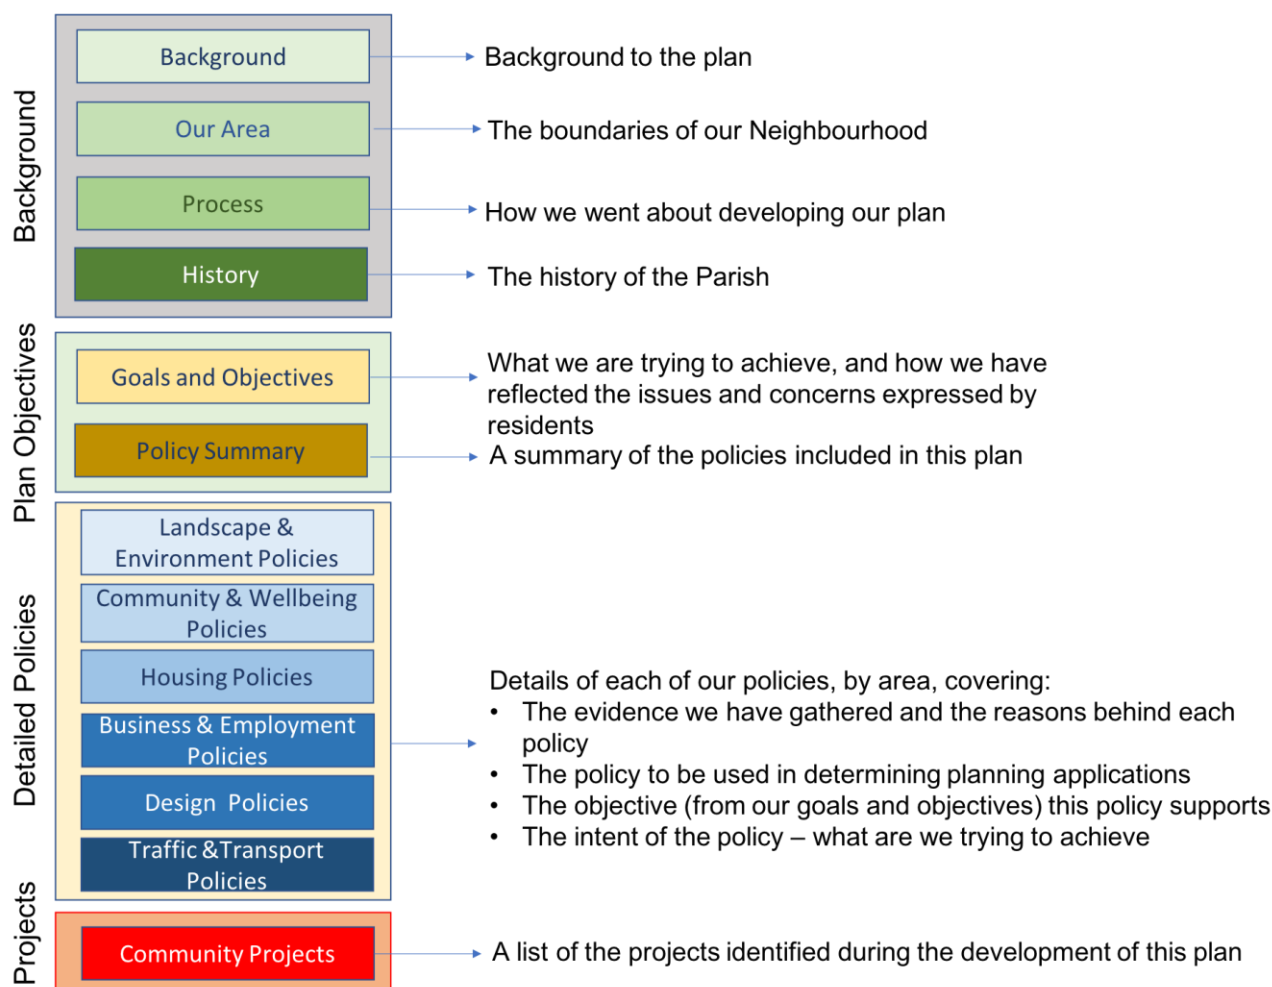 Background
Background
Background to the plan
Our Area
The boundaries of our Neighbourhood
Process
How we went about developing our plan
History
The history of the Parish
Plan Objectives
Goals and Objectives
What we are trying to achieve, and how we have
reflected the issues and concerns expressed by
residents
Policy Summary
A summary of the policies included in this plan
Detailed Policies
Landscape &
Environment Policies
Community & Wellbeing
Policies
Housing Policies
Business & Employment
Policies
Design Policies
Traffic &Transport
Policies
Details of each of our policies, by area, covering:
• The evidence we have gathered and the reasons behind each
policy
• The policy to be used in determining planning applications
• The objective (from our goals and objectives) this policy supports
• The intent of the policy – what are we trying to achieve
Projects
Community Projects
A list of the projects identified during the development of this plan